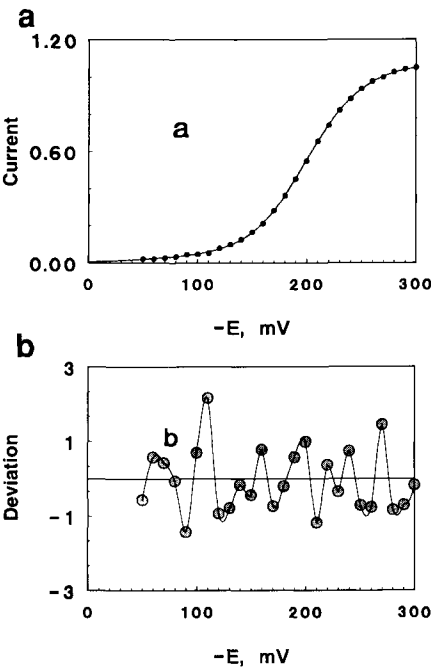 a
1.20
a
Current
0.60
0.00
0 100 200 300
-E, mV
b
3
b
1
Deviation
-1
-3
0 100 200 300
-E, mV